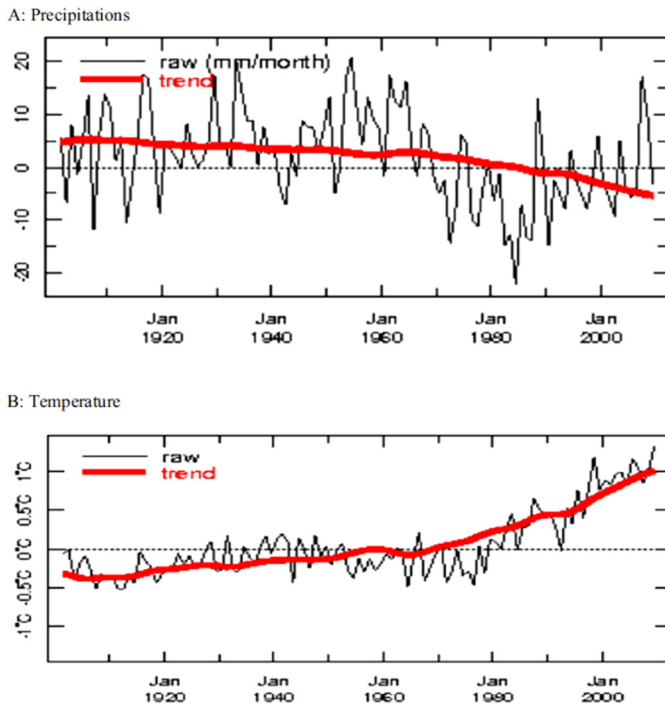 A: Precipitations
raw (mm/month)
trend
20
10
0
-10
-20
Jan Jan Jan Jan Jan
1920 1940 1960 1980 2000
B: Temperature
raw
trend
1°C
0.5°C
0°C
-0.5°C
-1°C
Jan Jan Jan Jan Jan
1920 1940 1960 1980 2000